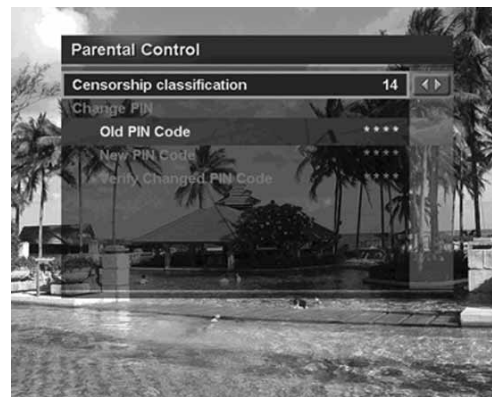 Parental Control
Censorship classification 14
Change PIN
Old PIN Code ****
New PIN Code ****
Verify Changed PIN Code ****